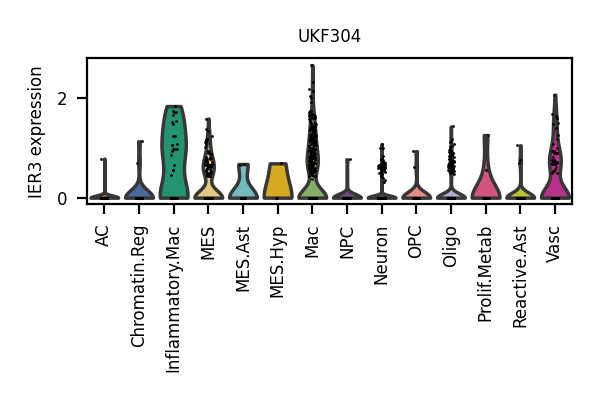 UKF304
IER3 expression
2
0
AC
Chromatin.Reg
Inflammatory.Mac
MES
MES.Ast
MES.Hyp
Mac
NPC
Neuron
OPC
Oligo
Prolif.Metab
Reactive.Ast
Vasc